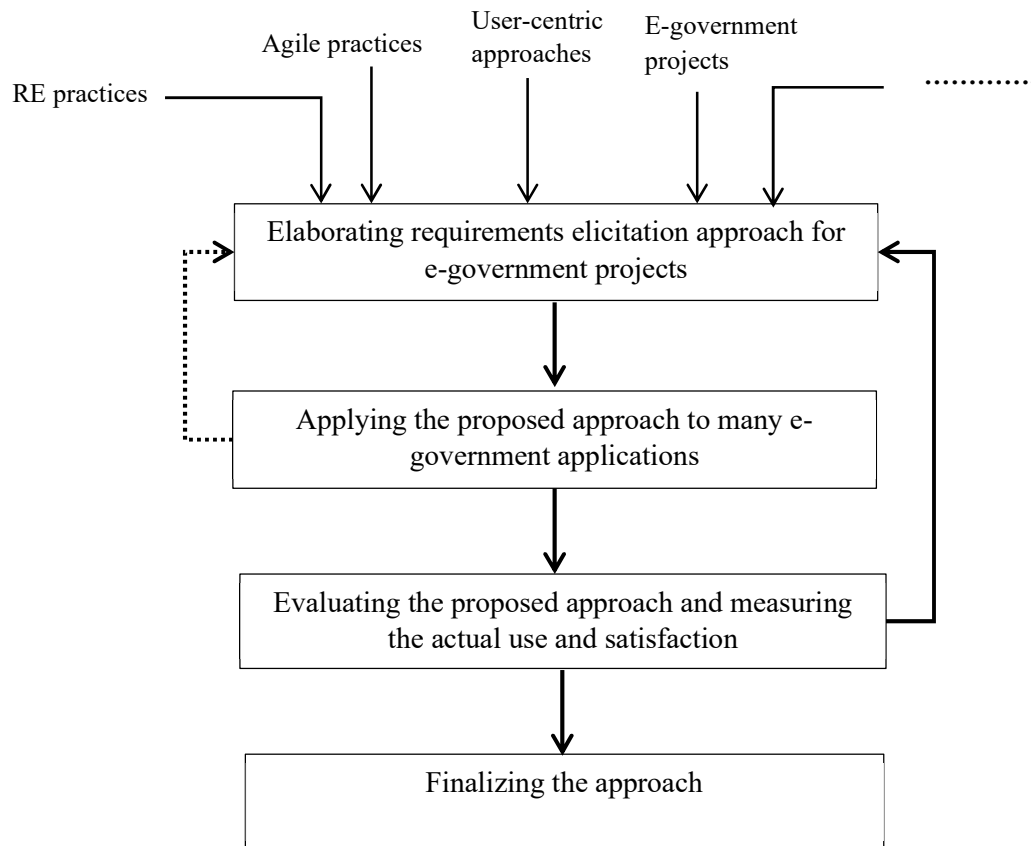 User-centric
approaches
E-government
projects
Agile practices
RE practices
Elaborating requirements elicitation approach for
e-government projects
Applying the proposed approach to many e-
government applications
Evaluating the proposed approach and measuring
the actual use and satisfaction
Finalizing the approach